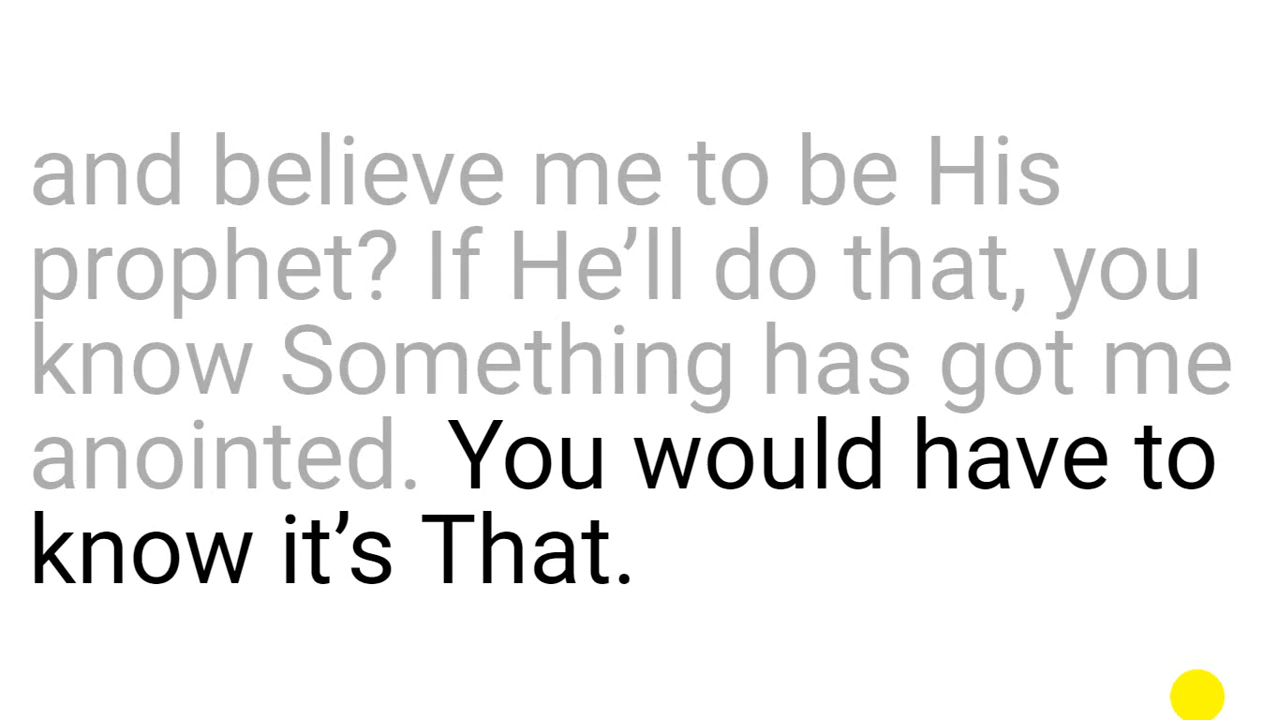 and believe me to be His
prophet? If He’ll do that, you
know Something has got me
anointed. You would have to
know it’s That.